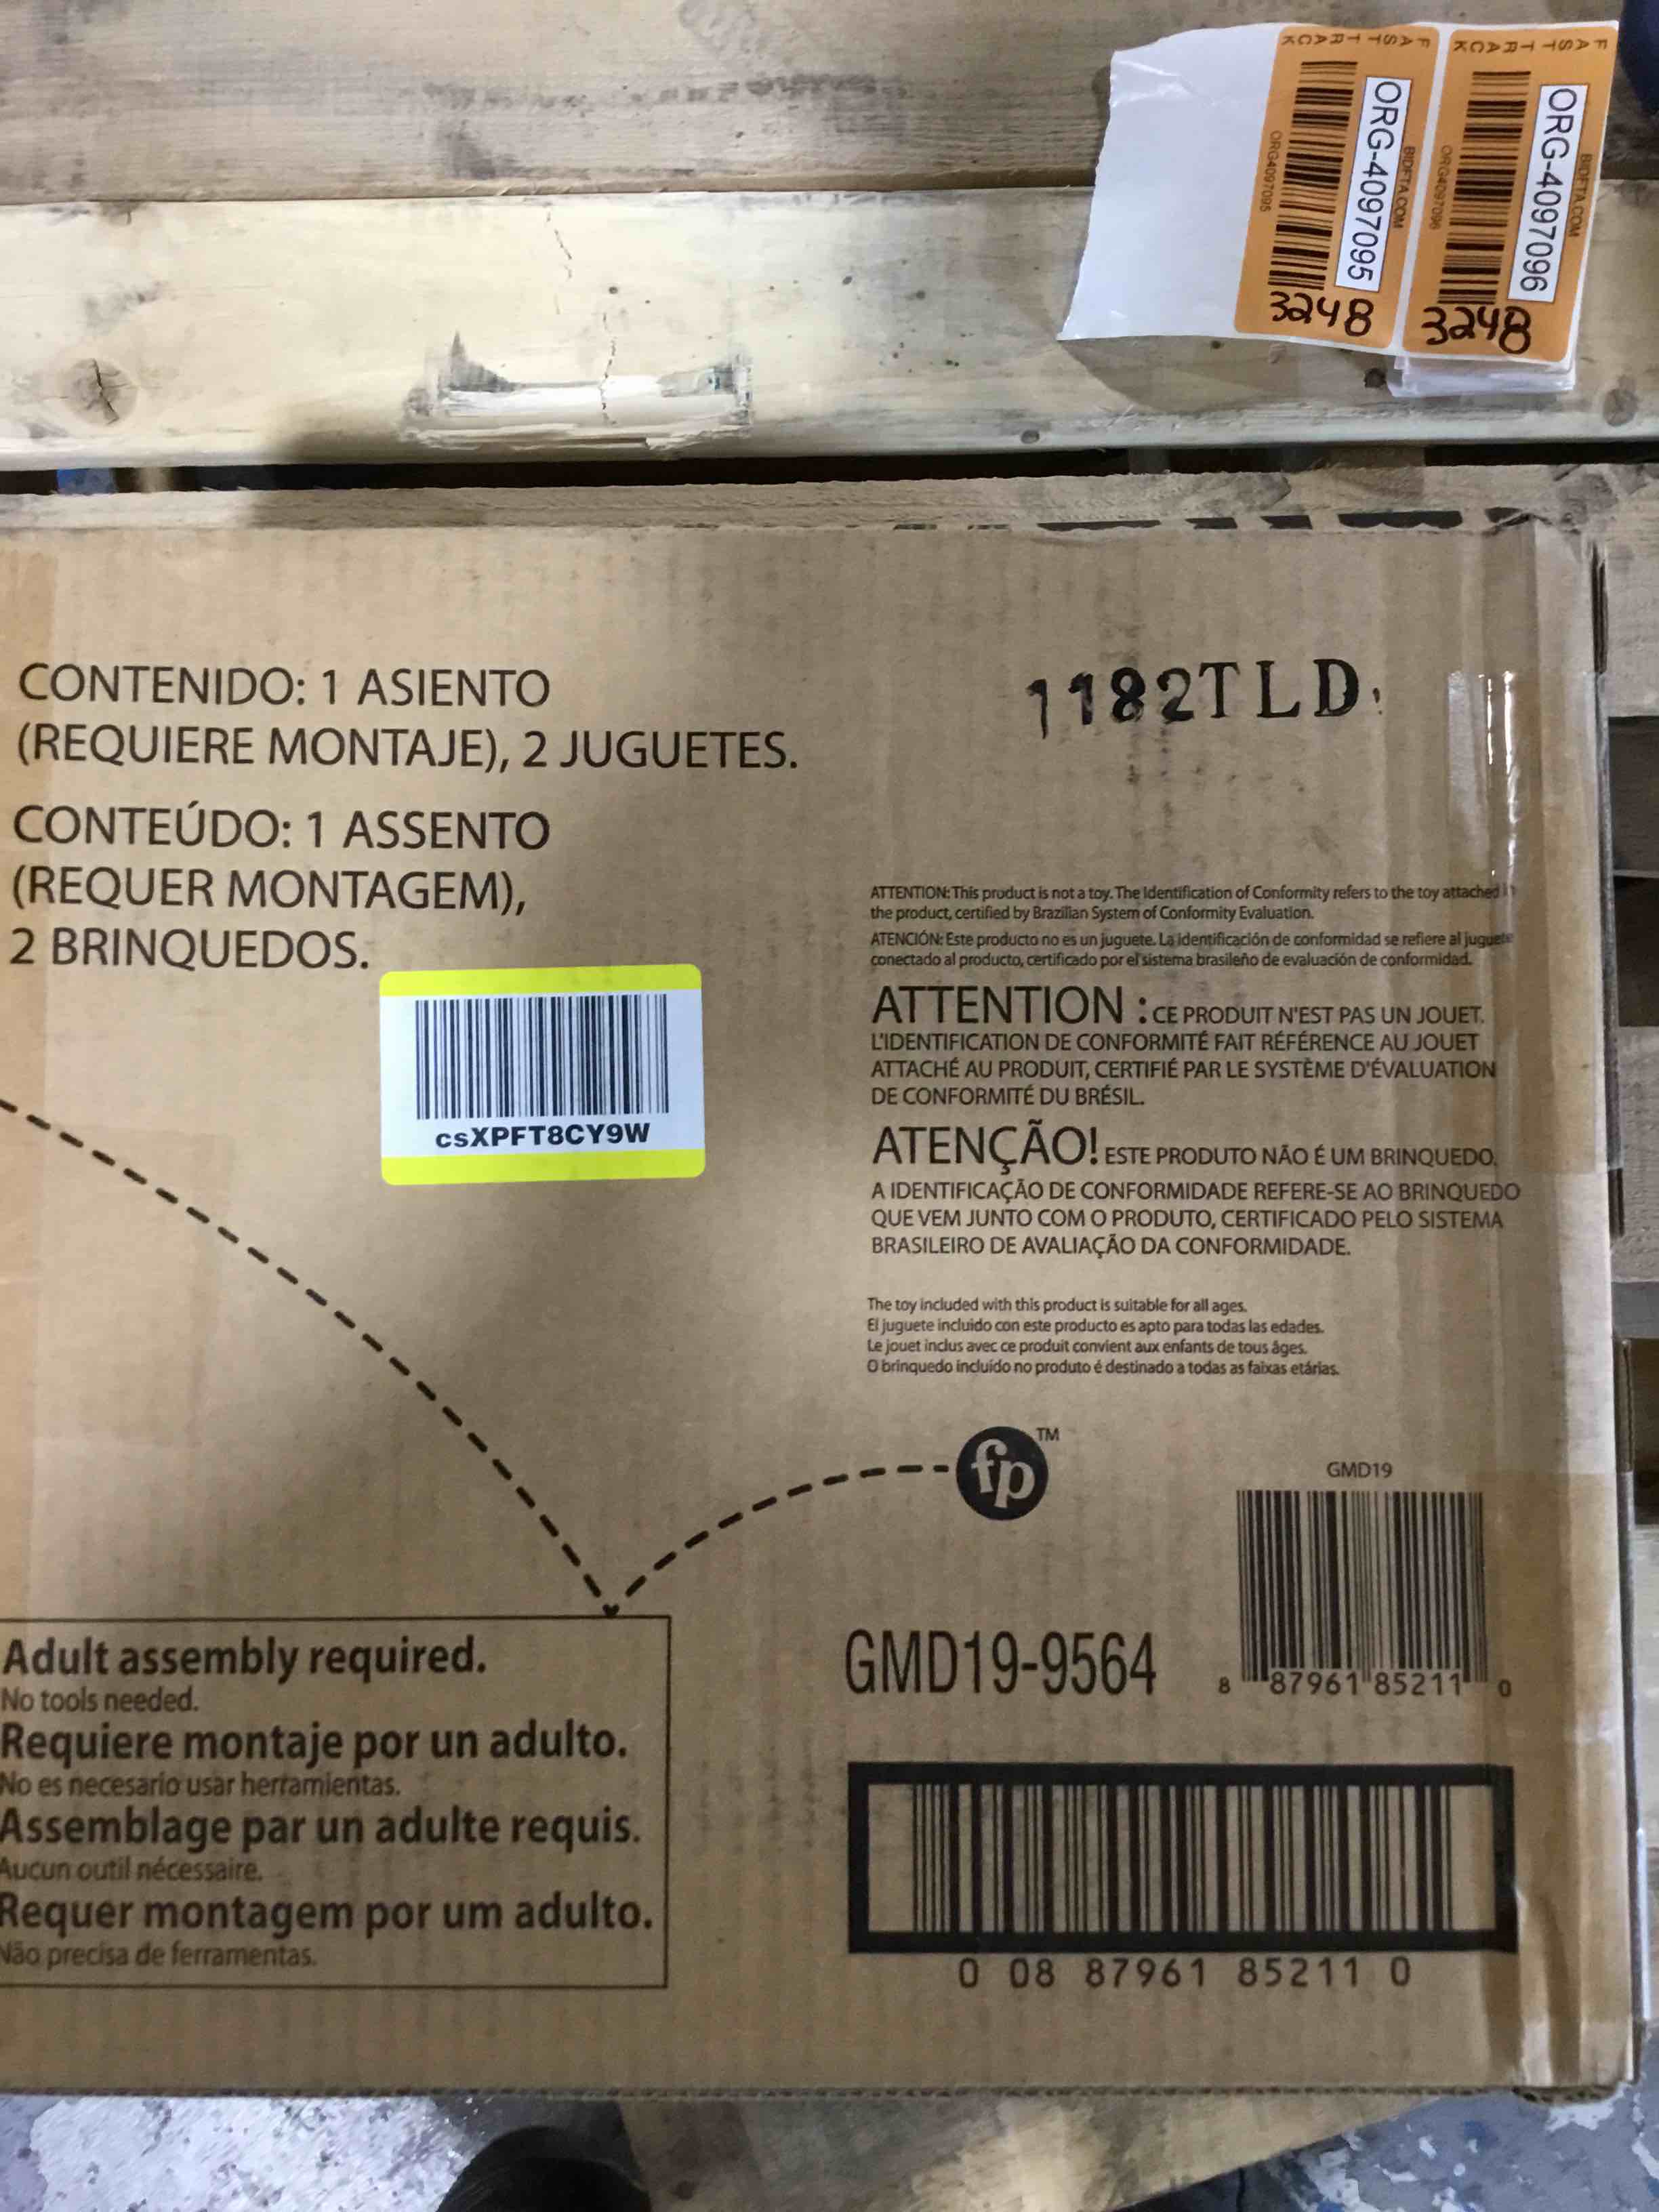 FAST TRACK
ORG4097095
ORG-4097095
BIDFTA.COM
3248
FAST TRACK
ORG4097096
ORG-4097096
BIDFTA.COM
3248
CONTENIDO: 1 ASIENTO
(REQUIERE MONTAJE), 2 JUGUETES.
CONTEÚDO: 1 ASSENTO
(REQUER MONTAGEM),
2 BRINQUEDOS.
csXPFT8CY9W
1182TLD
ATTENTION: This product is not a toy. The Identification of Conformity refers to the toy attached in
the product, certified by Brazilian System of Conformity Evaluation.
ATENCIÓN: Este producto no es un juguete. La identificación de conformidad se refiere al juguete
conectado al producto, certificado por el sistema brasileño de evaluación de conformidad.
ATTENTION : CE PRODUIT N'EST PAS UN JOUET.
L'IDENTIFICATION DE CONFORMITÉ FAIT RÉFÉRENCE AU JOUET
ATTACHÉ AU PRODUIT, CERTIFIÉ PAR LE SYSTÈME D'ÉVALUATION
DE CONFORMITÉ DU BRÉSIL.
ATENÇÃO! ESTE PRODUTO NÃO É UM BRINQUEDO.
A IDENTIFICAÇÃO DE CONFORMIDADE REFERE-SE AO BRINQUEDO
QUE VEM JUNTO COM O PRODUTO, CERTIFICADO PELO SISTEMA
BRASILEIRO DE AVALIAÇÃO DA CONFORMIDADE.
The toy included with this product is suitable for all ages.
El juguete incluido con este producto es apto para todas las edades.
Le jouet inclus avec ce produit convient aux enfants de tous âges.
O brinquedo incluído no produto é destinado a todas as faixas etárias.
fp TM
GMD19
8 87961 85211 0
GMD19-9564
0 08 87961 85211 0
Adult assembly required.
No tools needed.
Requiere montaje por un adulto.
No es necesario usar herramientas.
Assemblage par un adulte requis.
Aucun outil nécessaire.
Requer montagem por um adulto.
Não precisa de ferramentas.